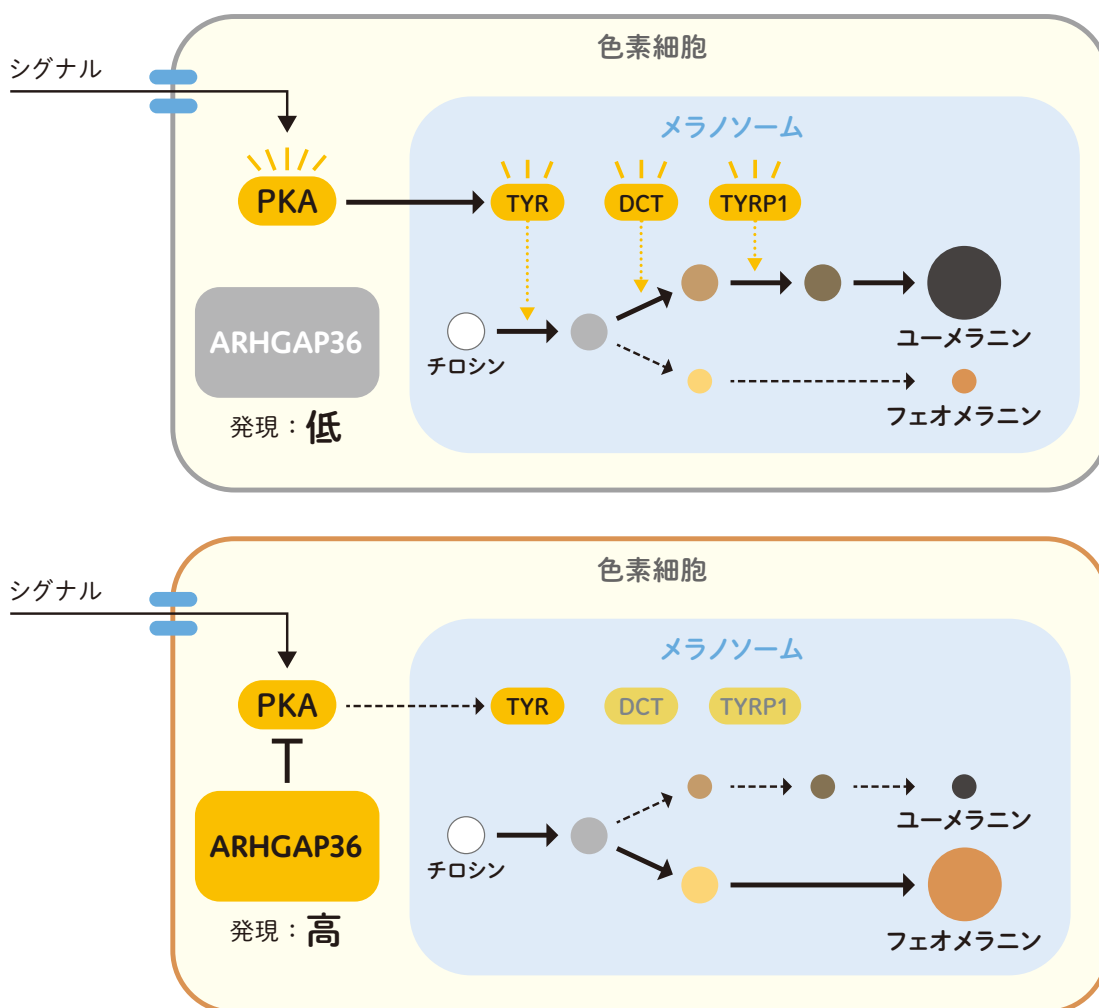 色素細胞
シグナル
メラノソーム
PKA
TYR
DCT
TYRP1
ARHGAP36
チロシン
ユーメラニン
フェオメラニン
発現：低
色素細胞
シグナル
メラノソーム
PKA
TYR
DCT
TYRP1
ARHGAP36
チロシン
ユーメラニン
フェオメラニン
発現：高